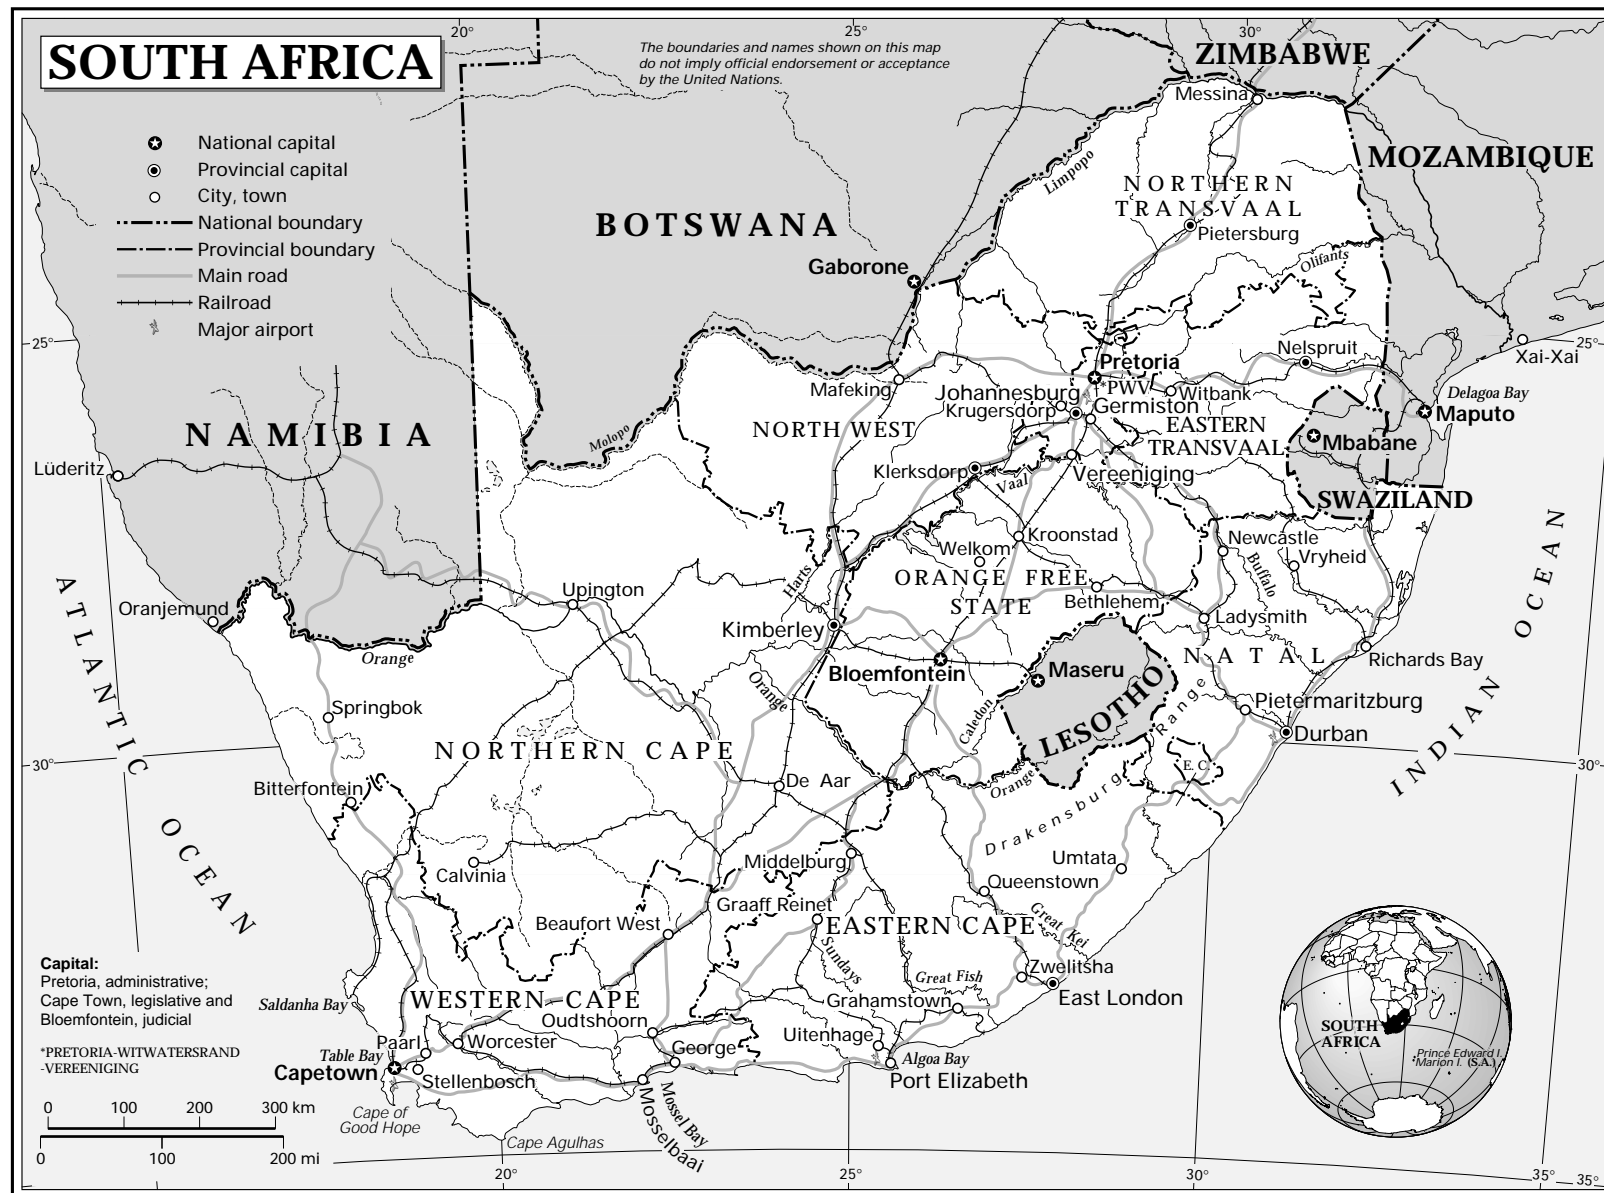 SOUTH AFRICA
20°
25°
30°
The boundaries and names shown on this map
do not imply official endorsement or acceptance
by the United Nations.
National capital
Provincial capital
City, town
National boundary
Provincial boundary
Main road
Railroad
Major airport
ZIMBABWE
Messina
MOZAMBIQUE
Limpopo
NORTHERN
TRANSVAAL
Pietersburg
BOTSWANA
Gaborone
Olifants
25°
25°
Xai-Xai
Nelspruit
Pretoria
*PWV
Mafeking
Johannesburg
Krugersdorp
Germiston
Witbank
Delagoa Bay
Maputo
NAMIBIA
Molopo
NORTH WEST
EASTERN
TRANSVAAL
Mbabane
Lüderitz
Klerksdorp
Vaal
Vereeniging
SWAZILAND
Kroonstad
Welkom
Newcastle
Vryheid
Buffalo
Harts
ORANGE FREE
STATE
Bethlehem
Upington
Oranjemund
Ladysmith
Kimberley
Orange
Bloemfontein
Maseru
NATAL
Richards Bay
ATLANTIC
OCEAN
INDIAN OCEAN
Springbok
Orange
Caledon
LESOTHO
Range
Pietermaritzburg
Durban
NORTHERN CAPE
30°
30°
E. C.
De Aar
Orange
Drakensburg
Bitterfontein
Calvinia
Middelburg
Umtata
Queenstown
Graaff Reinet
Beaufort West
EASTERN CAPE
Great Kei
Sundays
Great Fish
Zwelitsha
East London
Grahamstown
Capital:
Pretoria, administrative;
Cape Town, legislative and
Bloemfontein, judicial
*PRETORIA-WITWATERSRAND
-VEREENIGING
Saldanha Bay
WESTERN CAPE
Oudtshoorn
Uitenhage
Paarl
Worcester
George
Table Bay
Algoa Bay
Capetown
Stellenbosch
Port Elizabeth
Mossel Bay
Mosselbaai
Cape of
Good Hope
Cape Agulhas
SOUTH
AFRICA
Prince Edward I.
Marion I. (S.A.)
0 100 200 300 km
0 100 200 mi
20°
25°
30°
35°
35°